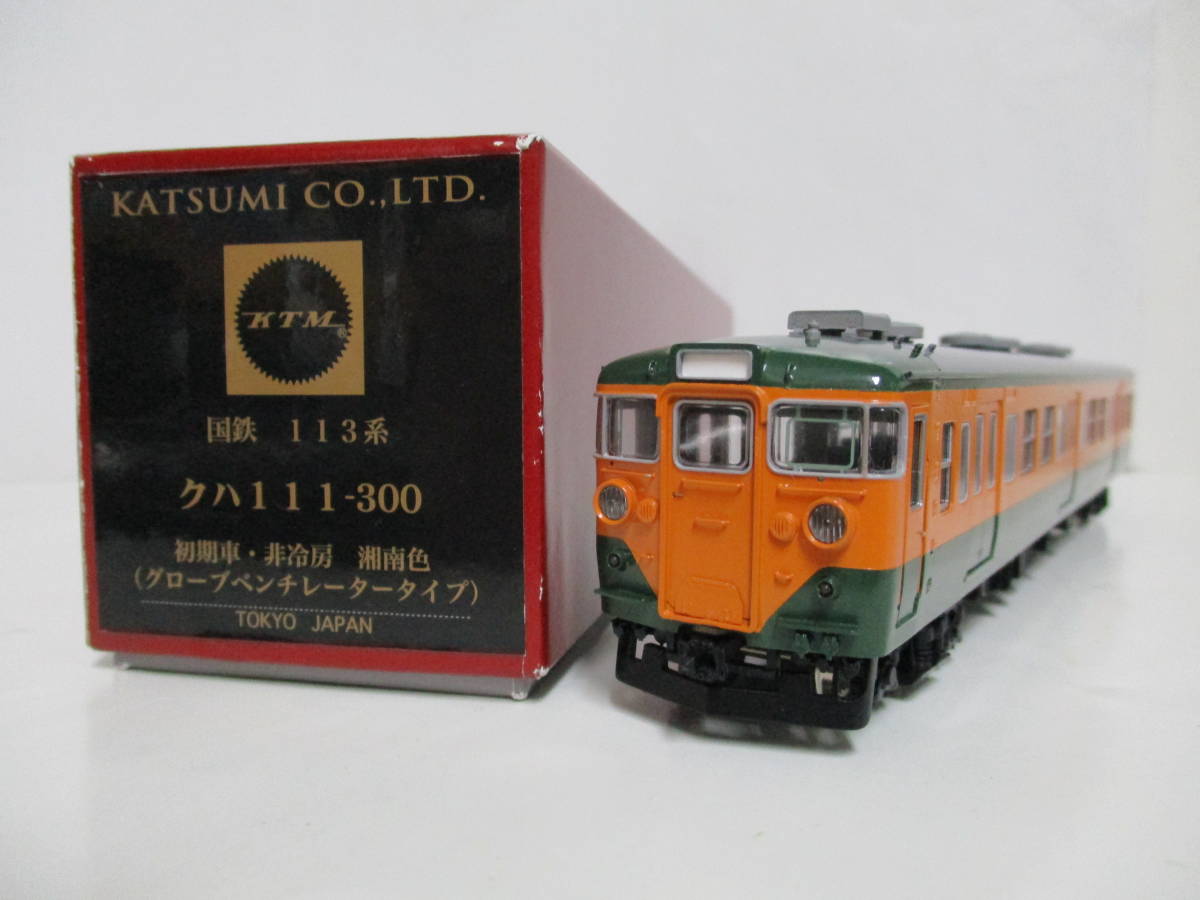 KATSUMI CO.,LTD.
KTM®
国鉄 113系
クハ111-300
初期車・非冷房 湘南色
(グローブベンチレータータイプ)
TOKYO JAPAN